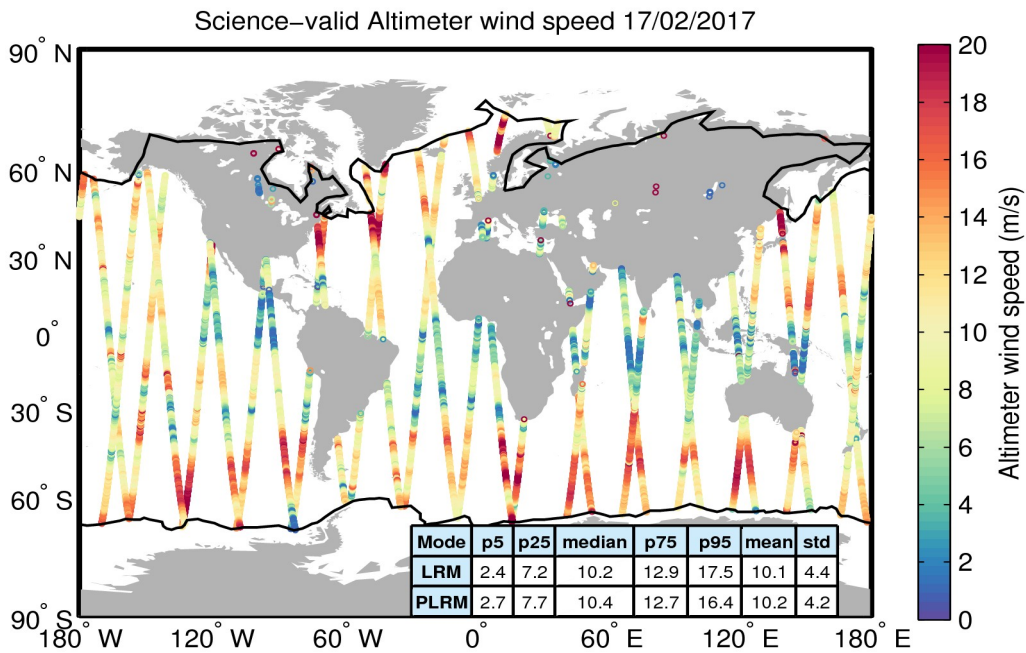 Science-valid Altimeter wind speed 17/02/2017
90° N
60° N
30° N
0°
30° S
60° S
90° S
180° W
120° W
60° W
0°
60° E
120° E
180° E
Mode p5 p25 median p75 p95 mean std
LRM 2.4 7.2 10.2 12.9 17.5 10.1 4.4
PLRM 2.7 7.7 10.4 12.7 16.4 10.2 4.2
20
18
16
14
12
10
8
6
4
2
0
Altimeter wind speed (m/s)